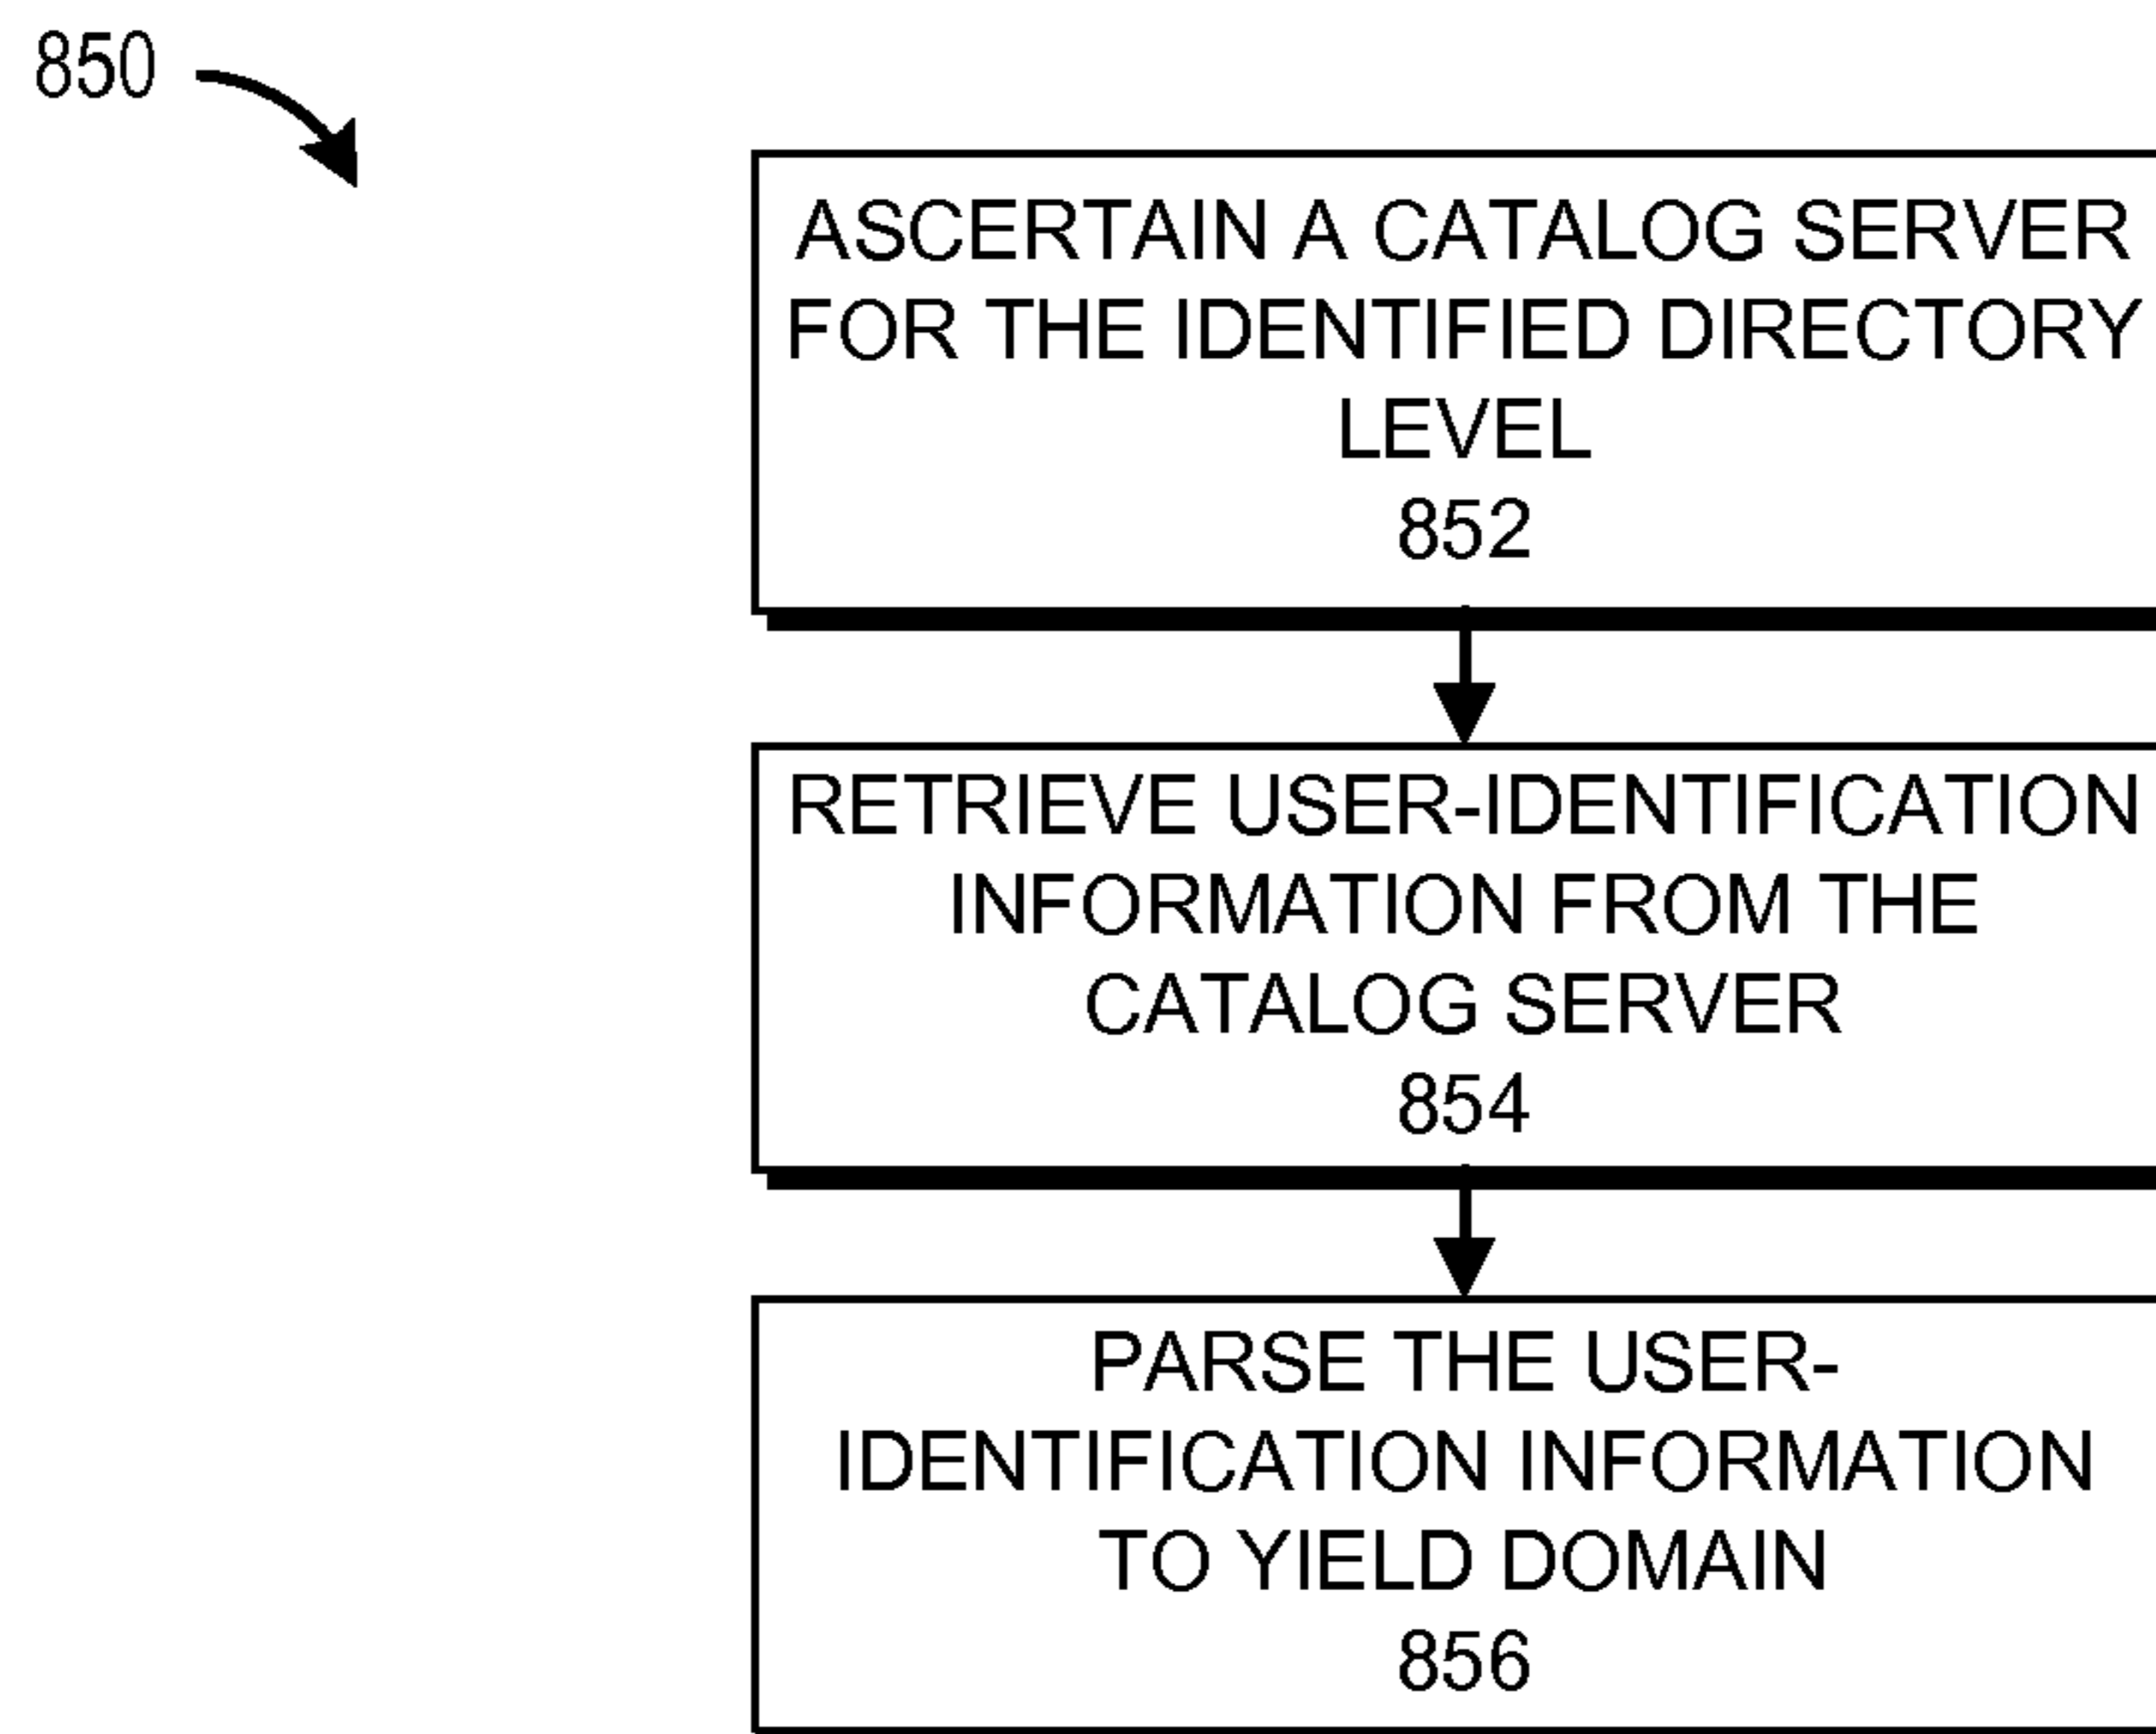 850
ASCERTAIN A CATALOG SERVER
FOR THE IDENTIFIED DIRECTORY
LEVEL
852
RETRIEVE USER-IDENTIFICATION
INFORMATION FROM THE
CATALOG SERVER
854
PARSE THE USER-
IDENTIFICATION INFORMATION
TO YIELD DOMAIN
856